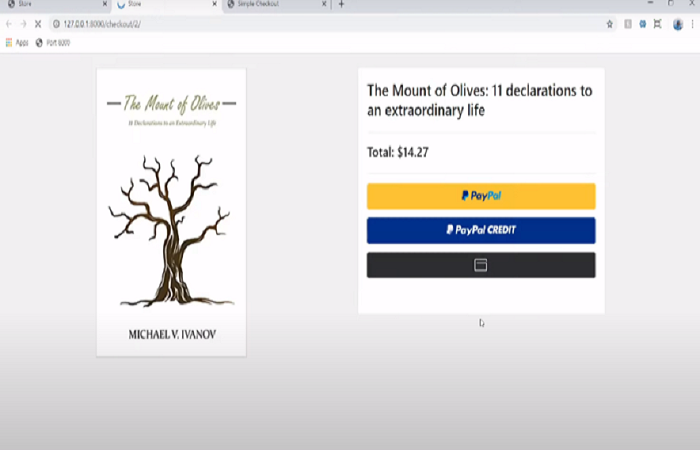 Store
Store
Simple Checkout
127.0.0.1:8000/checkout/2/
Apps
Port 8000
The Mount of Olives
11 Declarations to an Extraordinary Life
MICHAEL V. IVANOV
The Mount of Olives: 11 declarations to
an extraordinary life
Total: $14.27
PayPal
PayPal CREDIT